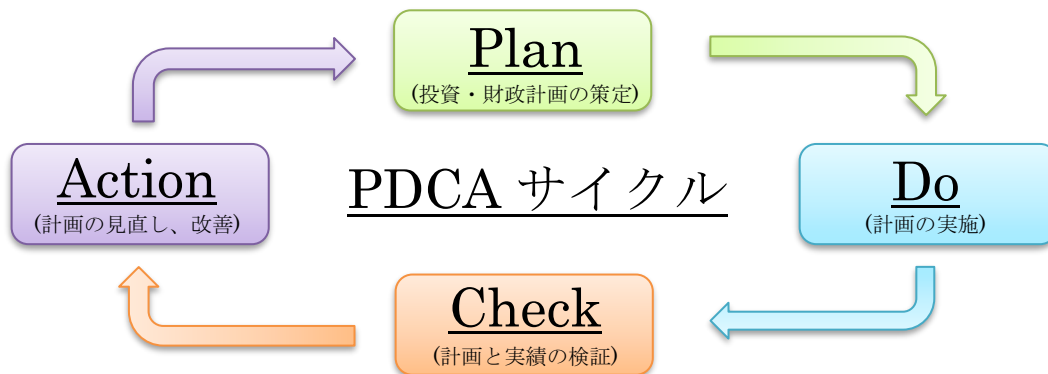 Plan
(投資・財政計画の策定)
Action
(計画の見直し、改善)
PDCA サイクル
Do
(計画の実施)
Check
(計画と実績の検証)